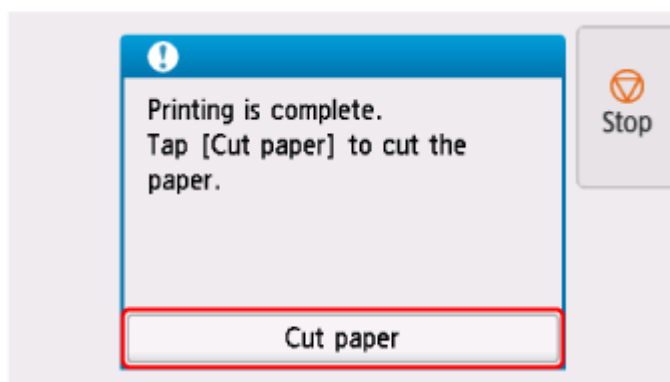 Printing is complete.
Tap [Cut paper] to cut the
paper.
Stop
Cut paper